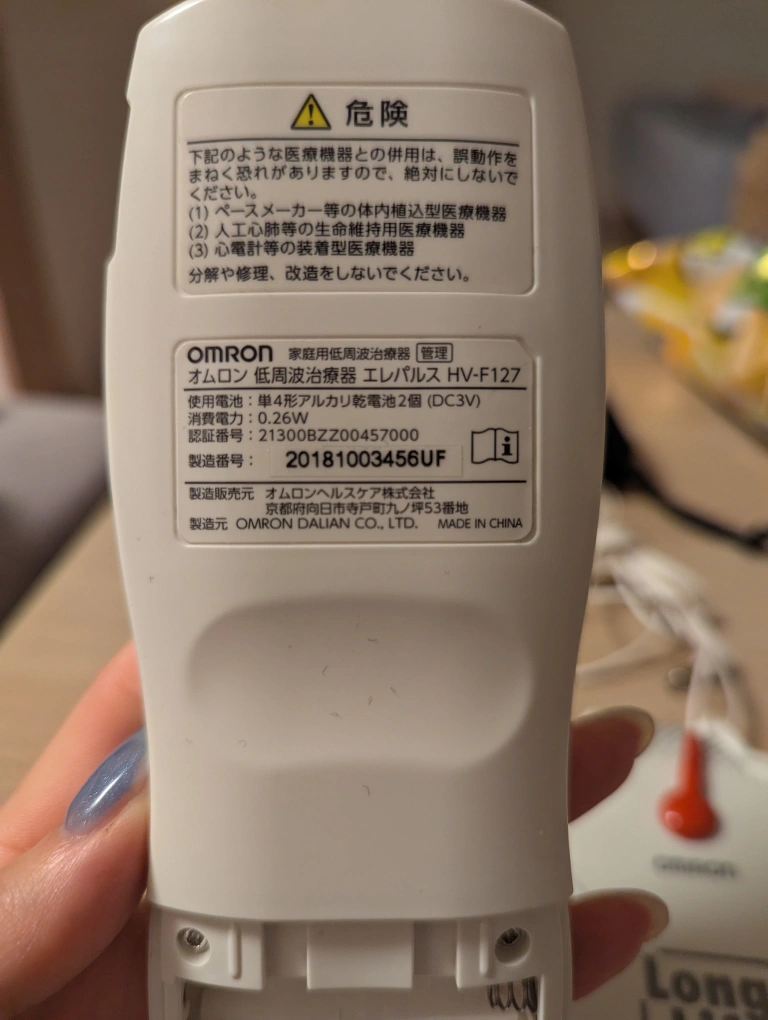 危険
下記のような医療機器との併用は、誤動作を
まねく恐れがありますので、絶対にしないで
ください。
(1) ペースメーカー等の体内植込型医療機器
(2) 人工心肺等の生命維持用医療機器
(3) 心電計等の装着型医療機器
分解や修理、改造をしないでください。
OMRON 家庭用低周波治療器 管理
オムロン 低周波治療器 エレパルス HV-F127
使用電池：単4形アルカリ乾電池2個 (DC3V)
消費電力：0.26W
認証番号：21300BZZ00457000
製造番号： 20181003456UF
製造販売元 オムロンヘルスケア株式会社
京都府向日市寺戸町九ノ坪53番地
製造元 OMRON DALIAN CO., LTD. MADE IN CHINA
OMRON
Long